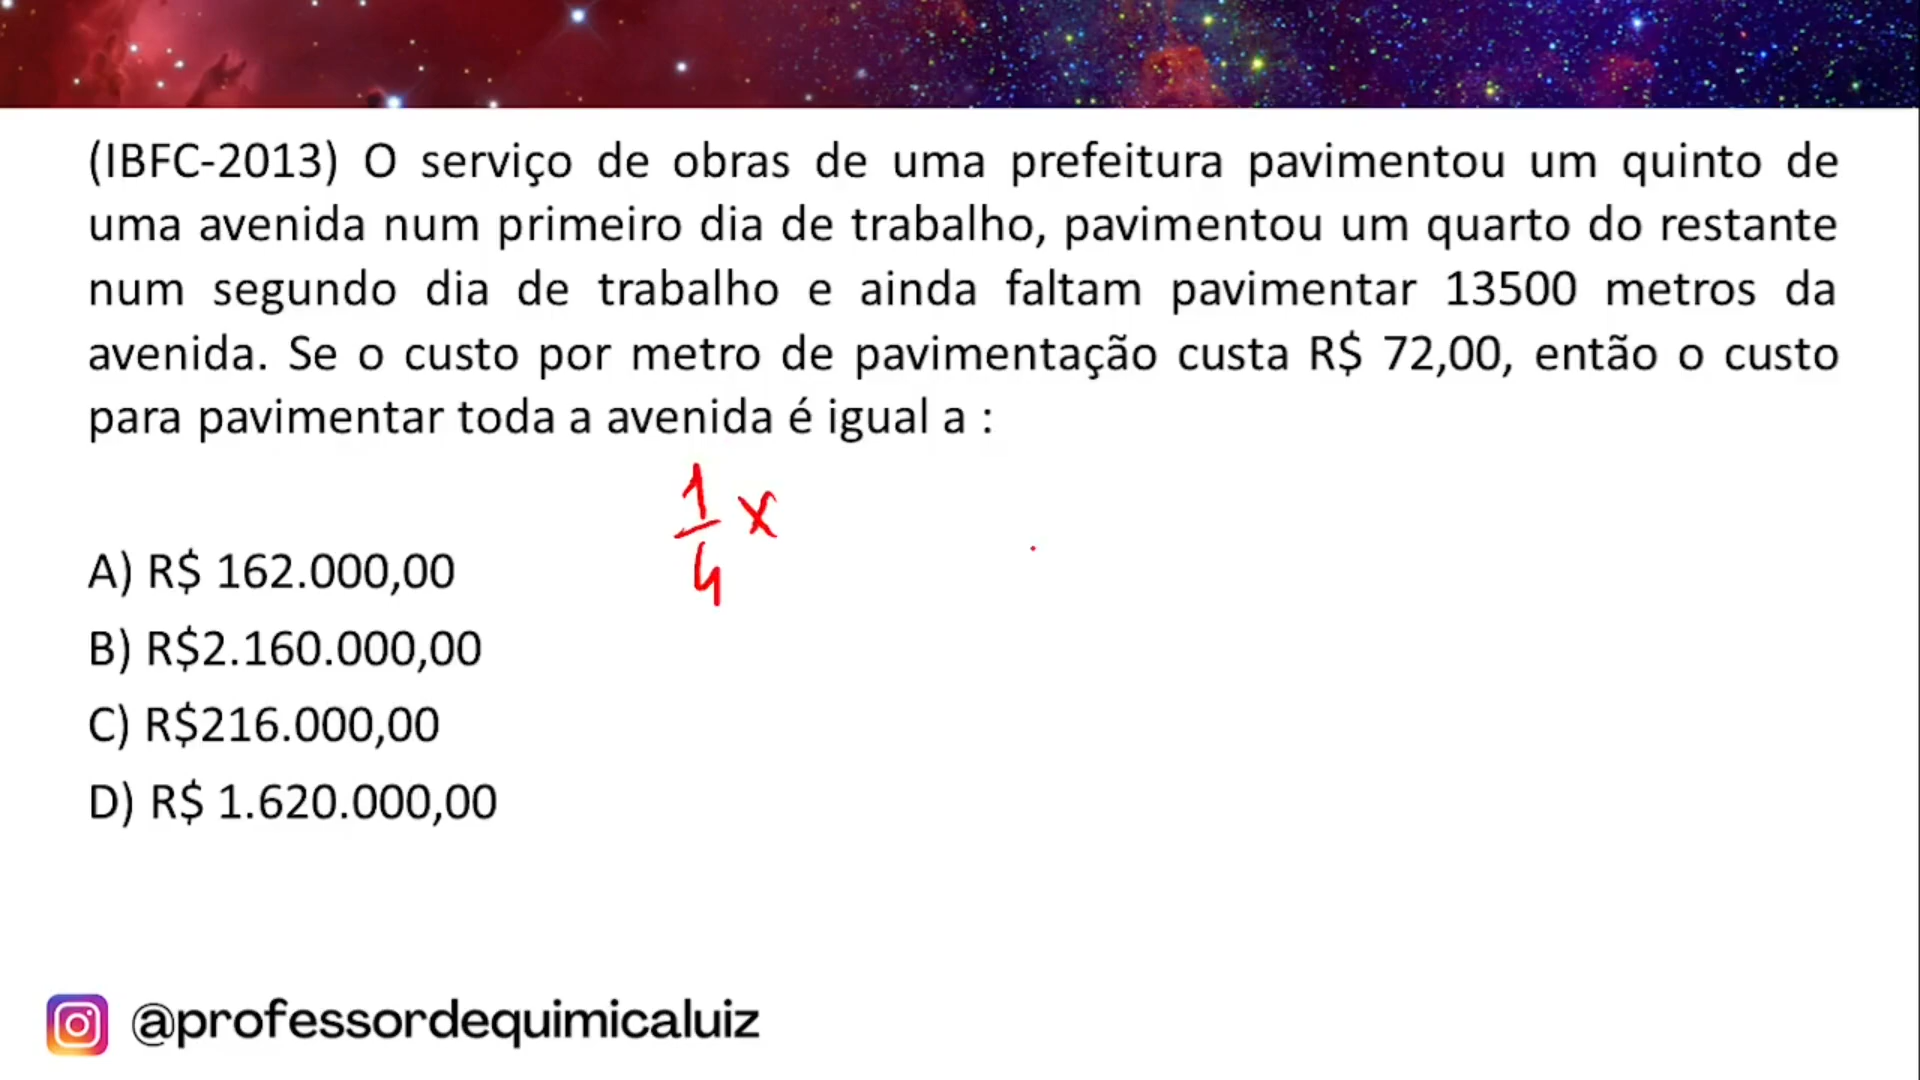 (IBFC-2013) O serviço de obras de uma prefeitura pavimentou um quinto de
uma avenida num primeiro dia de trabalho, pavimentou um quarto do restante
num segundo dia de trabalho e ainda faltam pavimentar 13500 metros da
avenida. Se o custo por metro de pavimentação custa R$ 72,00, então o custo
para pavimentar toda a avenida é igual a :
1/4 x
A) R$ 162.000,00
B) R$2.160.000,00
C) R$216.000,00
D) R$ 1.620.000,00
@professordequimicaluiz